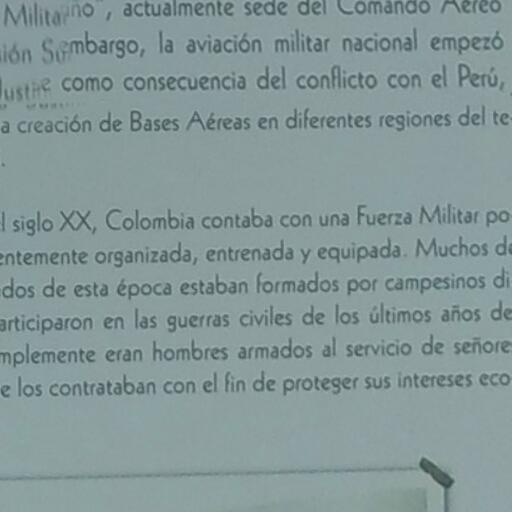 Milita ño", actualmente sede del Comando Aéreo
ión Su mbargo, la aviación militar nacional empezó
como consecuencia del conflicto con el Perú,
a creación de Bases Aéreas en diferentes regiones del te-
.
l siglo XX, Colombia contaba con una Fuerza Militar po-
entemente organizada, entrenada y equipada. Muchos de
dos de esta época estaban formados por campesinos di
articiparon en las guerras civiles de los últimos años de
mplemente eran hombres armados al servicio de señore
e los contrataban con el fin de proteger sus intereses eco-